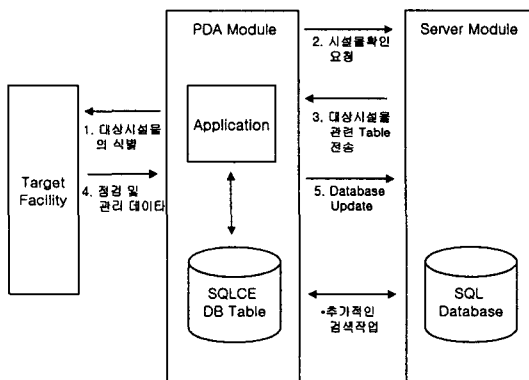 PDA Module
2. 시설물확인
요청
Server Module
1. 대상시설물
의 식별
Application
3. 대상시설물
관련 Table
전송
Target
Facility
4. 점검 및
관리 데이타
5. Database
Update
SQLCE
DB Table
•추가적인
검색작업
SQL
Database